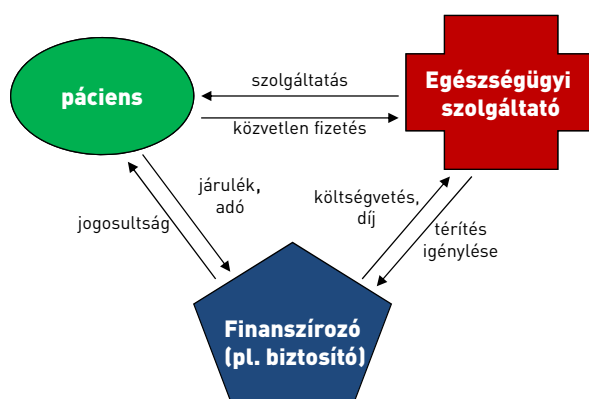 páciens
szolgáltatás
közvetlen fizetés
Egészségügyi
szolgáltató
járulék,
adó
jogosultság
költségvetés,
díj
térítés
igénylése
Finanszírozó
(pl. biztosító)